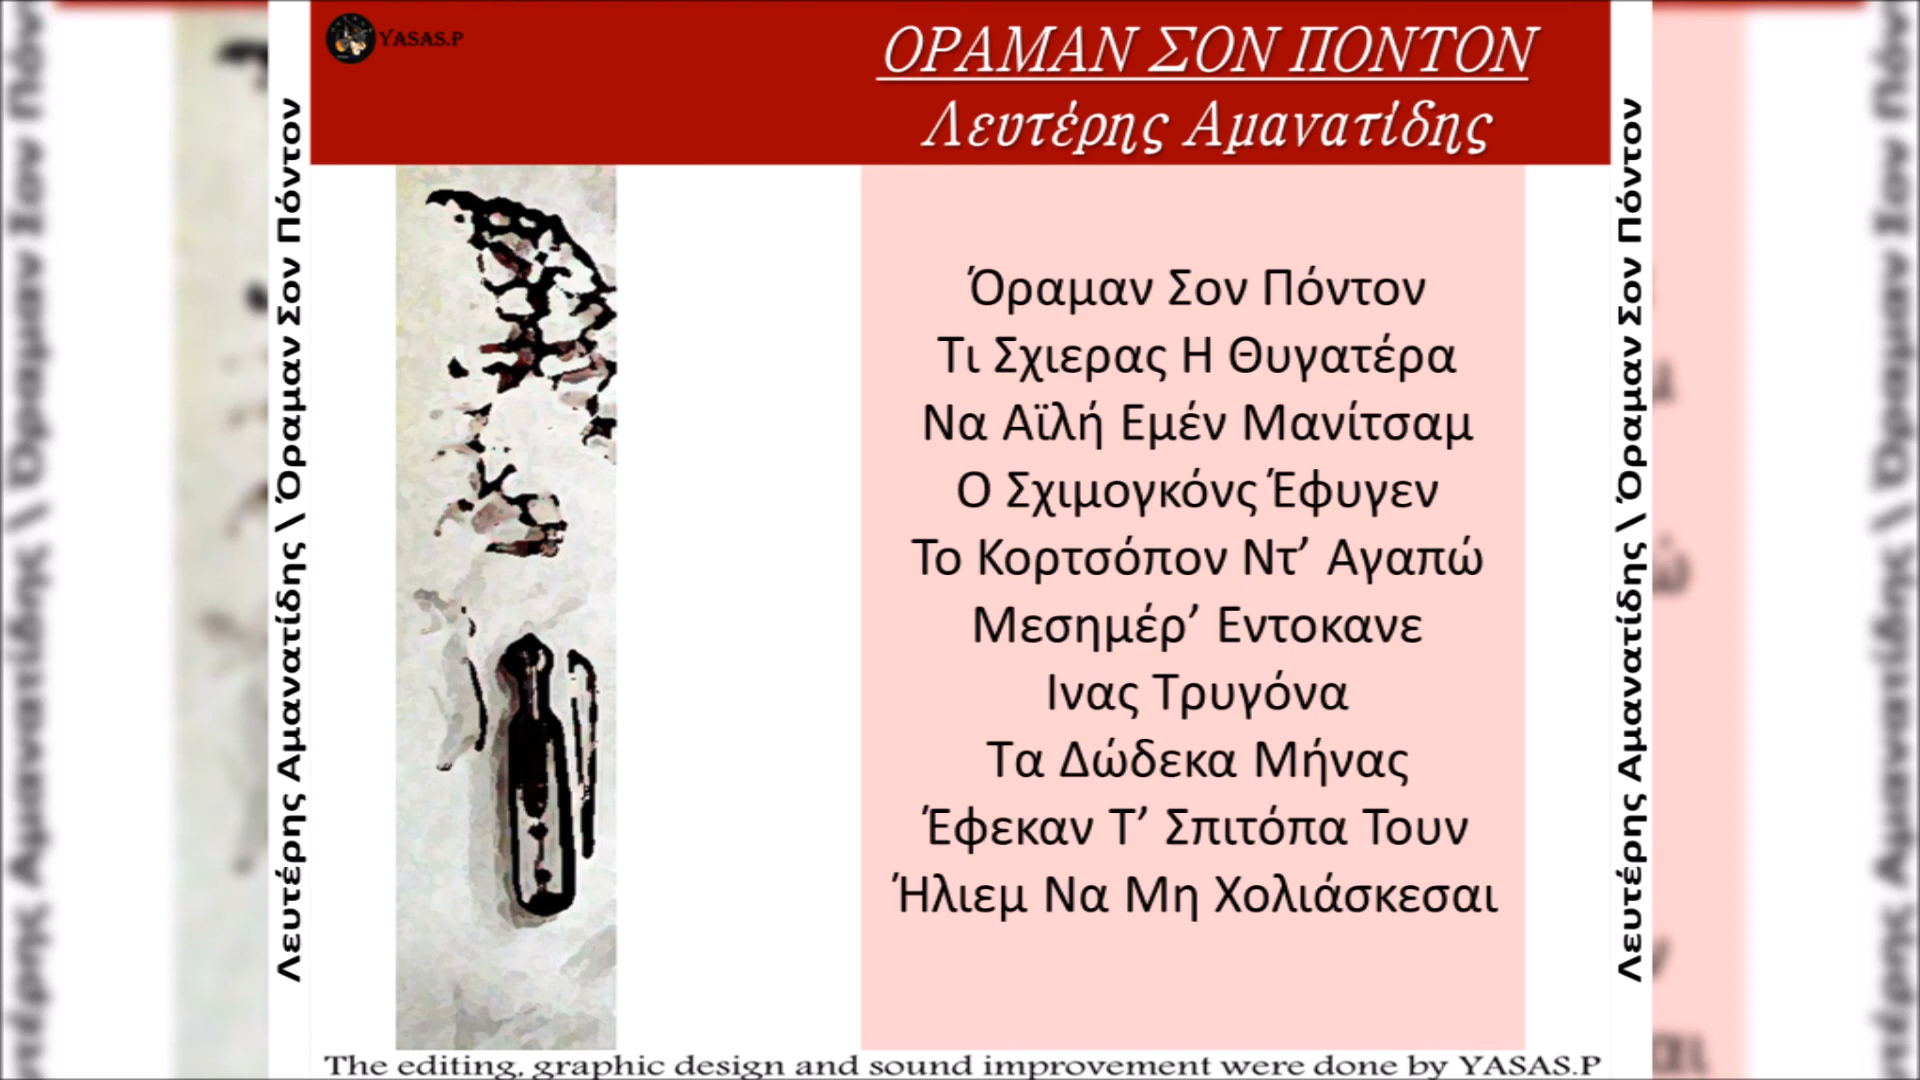 YASAS.P
ΟΡΑΜΑΝ ΣΟΝ ΠΟΝΤΟΝ
Λευτέρης Αμανατίδης
Λευτέρης Αμανατίδης \ Όραμαν Σον Πόντον
Όραμαν Σον Πόντον
Τι Σχιερας Η Θυγατέρα
Να Αϊλή Εμέν Μανίτσαμ
Ο Σχιμογκόνς Έφυγεν
Το Κορτσόπον Ντ’ Αγαπώ
Μεσημέρ’ Εντοκανε
Ινας Τρυγόνα
Τα Δώδεκα Μήνας
Έφεκαν Τ’ Σπιτόπα Τουν
Ήλιεμ Να Μη Χολιάσκεσαι
Λευτέρης Αμανατίδης \ Όραμαν Σον Πόντον
The editing, graphic design and sound improvement were done by YASAS.P